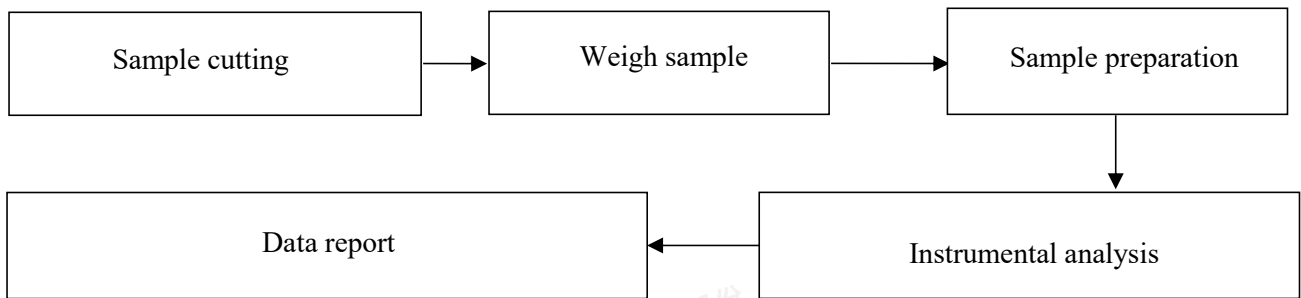 Sample cutting
Weigh sample
Sample preparation
Instrumental analysis
Data report